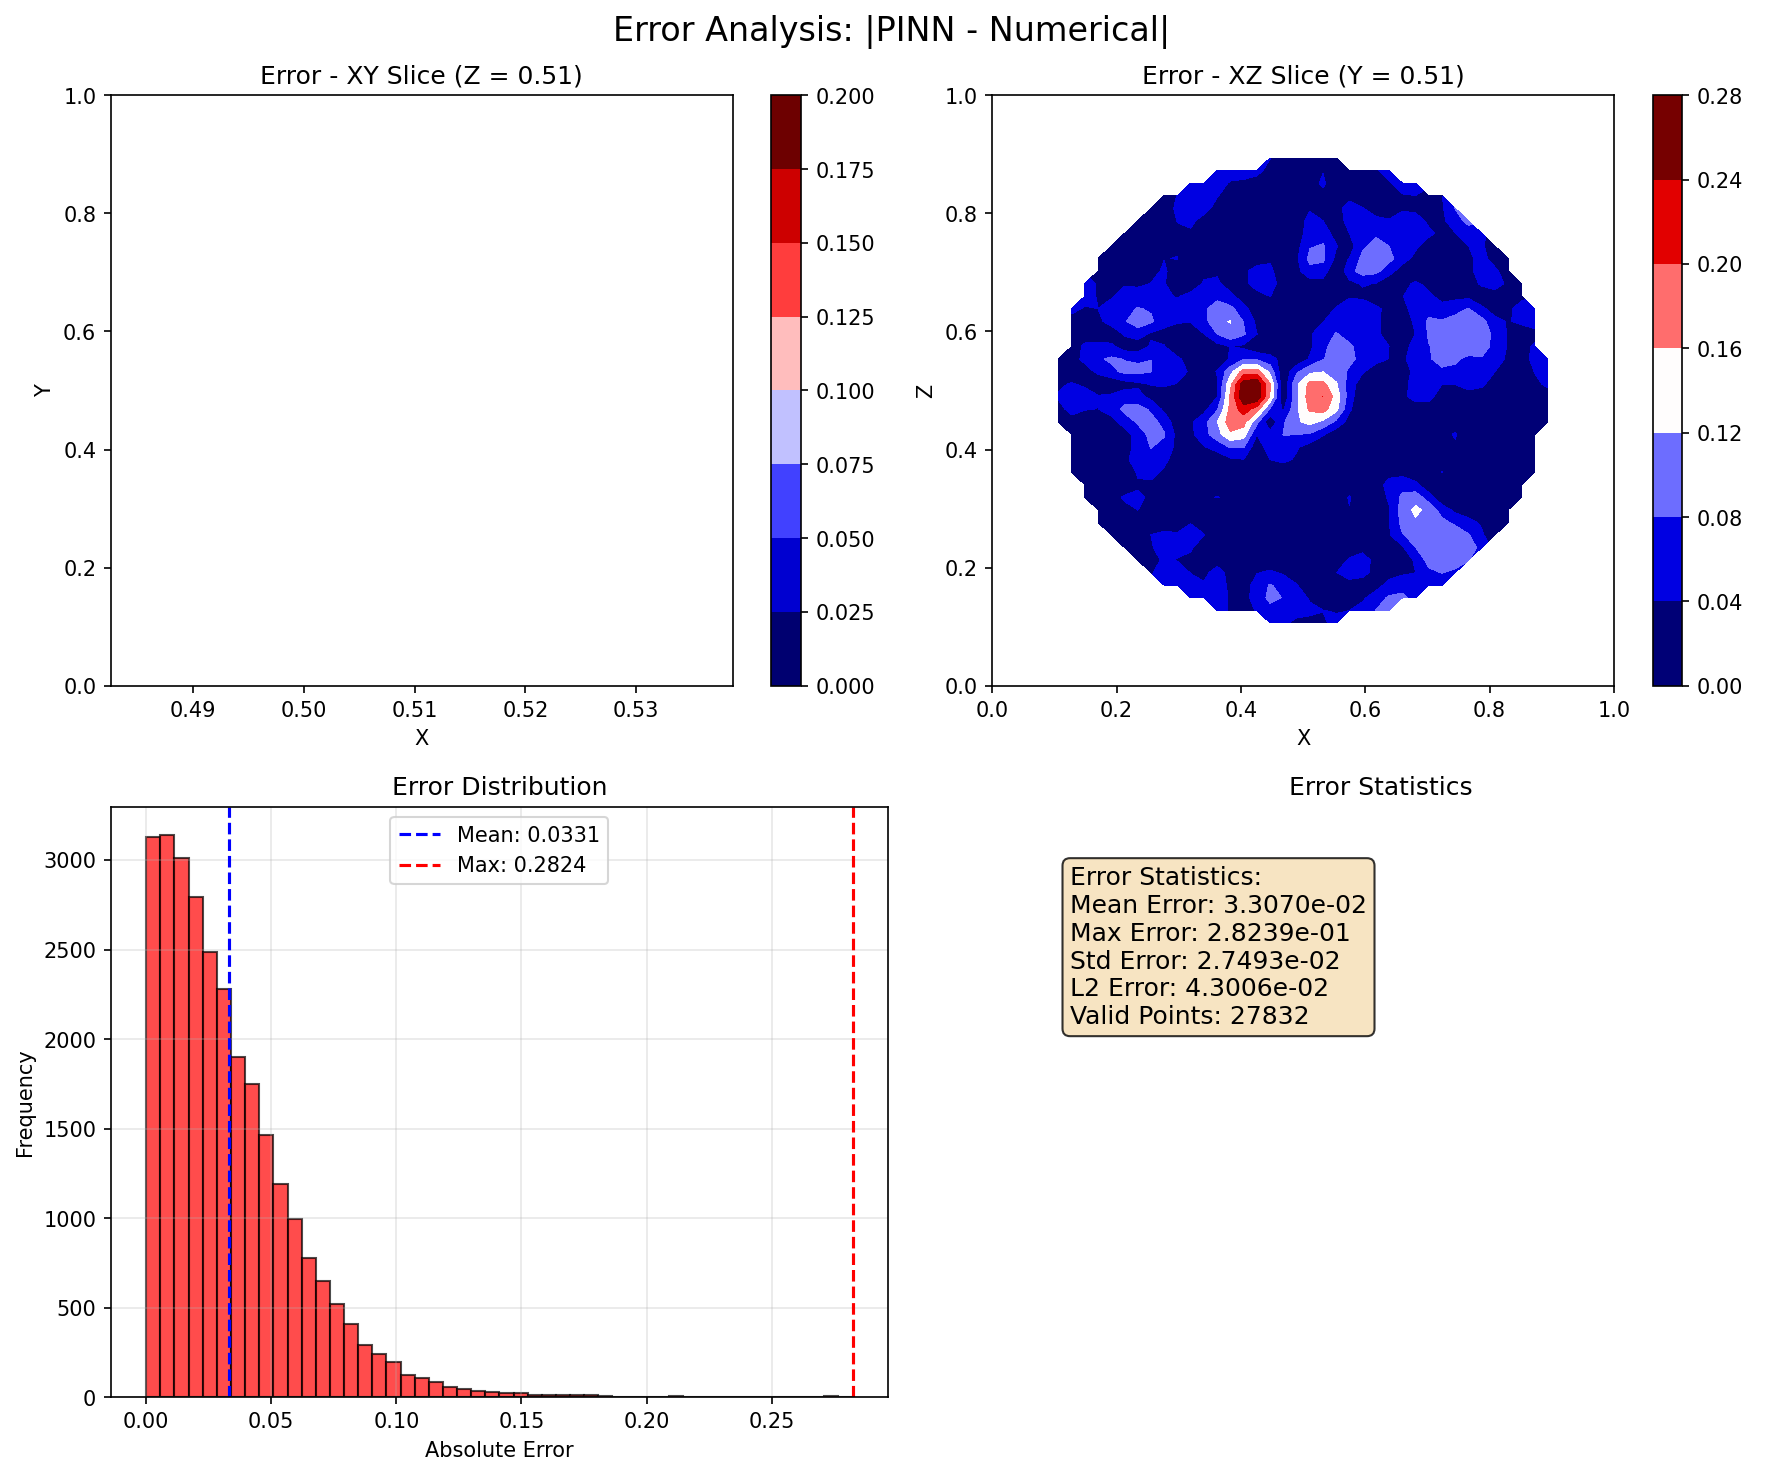 Error Analysis: |PINN - Numerical|
Error - XY Slice (Z = 0.51)
1.0
0.8
0.6
0.4
0.2
0.0
Y
0.49 0.50 0.51 0.52 0.53
X
0.200
0.175
0.150
0.125
0.100
0.075
0.050
0.025
0.000
Error - XZ Slice (Y = 0.51)
1.0
0.8
0.6
0.4
0.2
0.0
Z
0.0 0.2 0.4 0.6 0.8 1.0
X
0.28
0.24
0.20
0.16
0.12
0.08
0.04
0.00
Error Distribution
Mean: 0.0331
Max: 0.2824
3000
2500
2000
1500
1000
500
0
Frequency
0.00 0.05 0.10 0.15 0.20 0.25
Absolute Error
Error Statistics
Error Statistics:
Mean Error: 3.3070e-02
Max Error: 2.8239e-01
Std Error: 2.7493e-02
L2 Error: 4.3006e-02
Valid Points: 27832